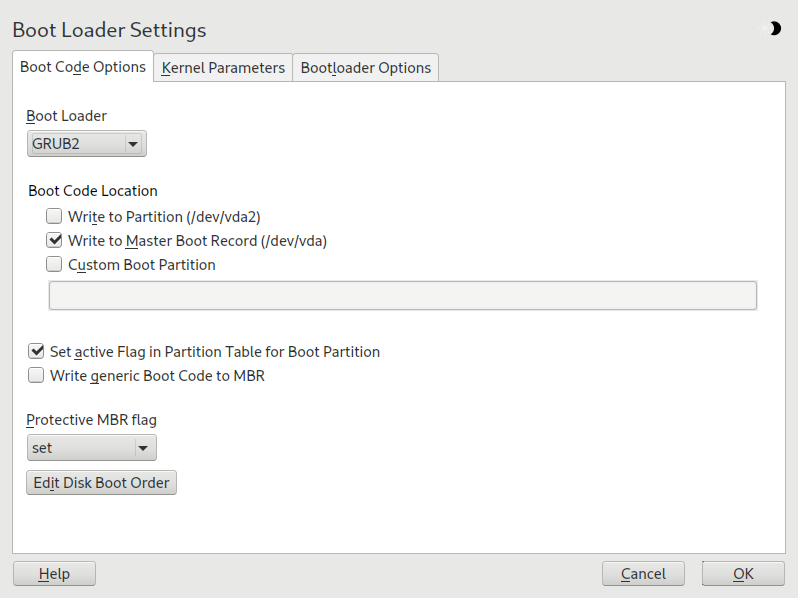 Boot Loader Settings
Boot Code Options Kernel Parameters Bootloader Options
Boot Loader
GRUB2
Boot Code Location
Write to Partition (/dev/vda2)
Write to Master Boot Record (/dev/vda)
Custom Boot Partition
Set active Flag in Partition Table for Boot Partition
Write generic Boot Code to MBR
Protective MBR flag
set
Edit Disk Boot Order
Help Cancel OK